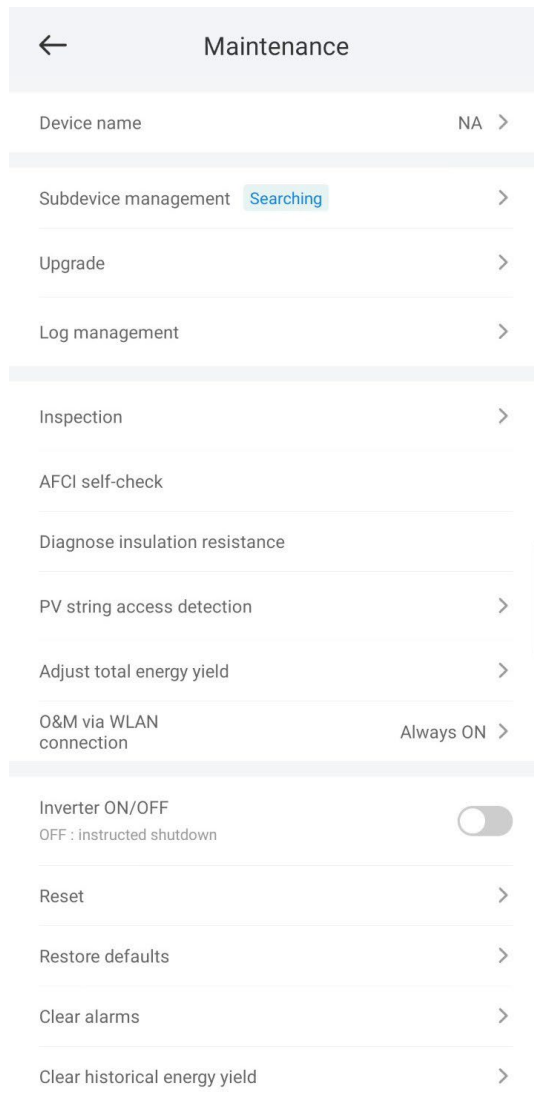 Maintenance
Device name NA
Subdevice management Searching
Upgrade
Log management
Inspection
AFCI self-check
Diagnose insulation resistance
PV string access detection
Adjust total energy yield
O&M via WLAN
connection
Always ON
Inverter ON/OFF
OFF : instructed shutdown
Reset
Restore defaults
Clear alarms
Clear historical energy yield